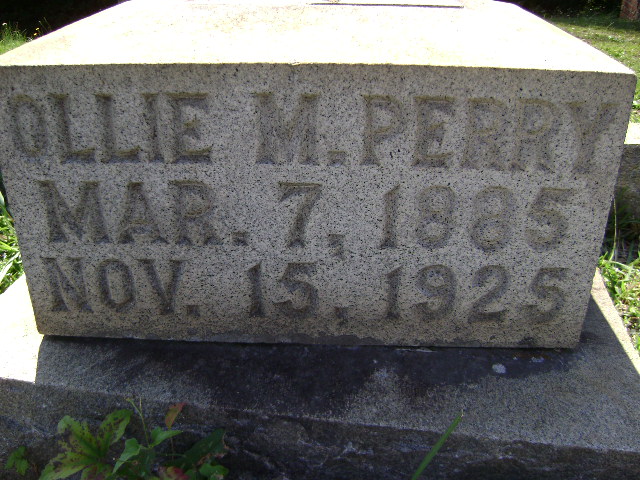 OLLIE M. PERRY
MAR. 7, 1885
NOV. 15, 1925